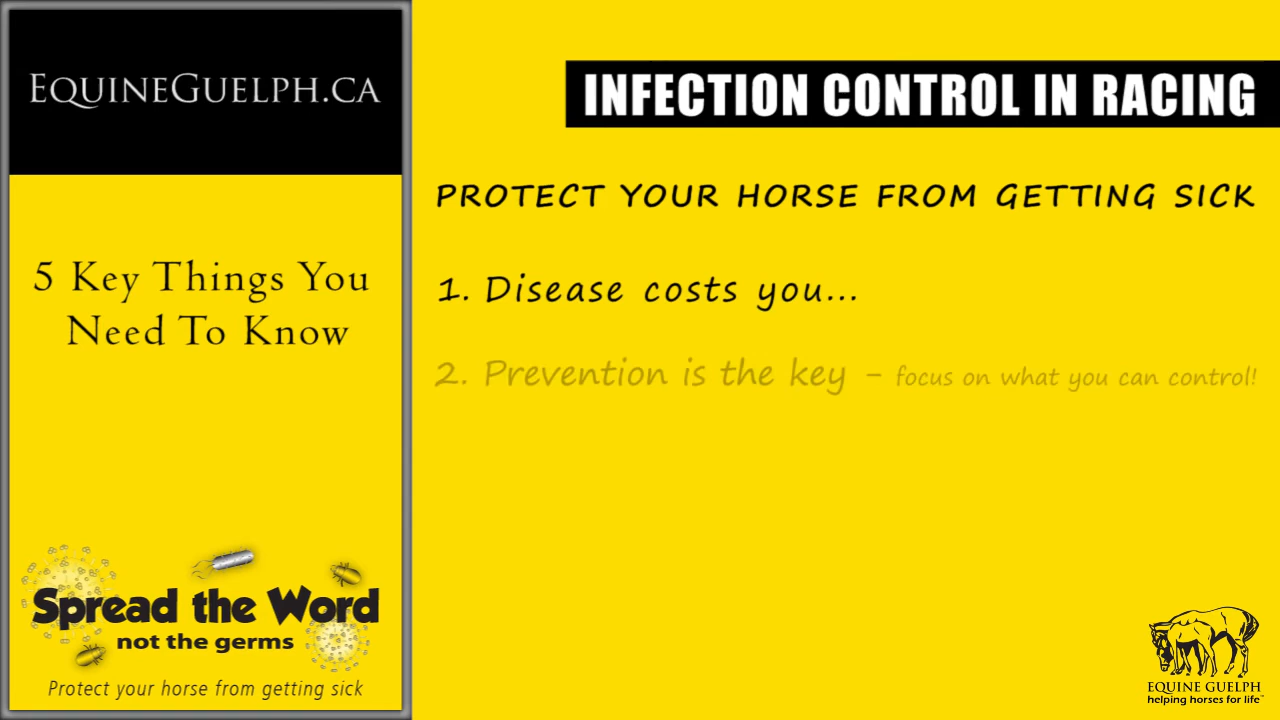 EQUINEGUELPH.CA
5 Key Things You
Need To Know
Spread the Word
not the germs
Protect your horse from getting sick
INFECTION CONTROL IN RACING
PROTECT YOUR HORSE FROM GETTING SICK
1. Disease costs you...
2. Prevention is the key - focus on what you can control!
EQUINE GUELPH
helping horses for life™